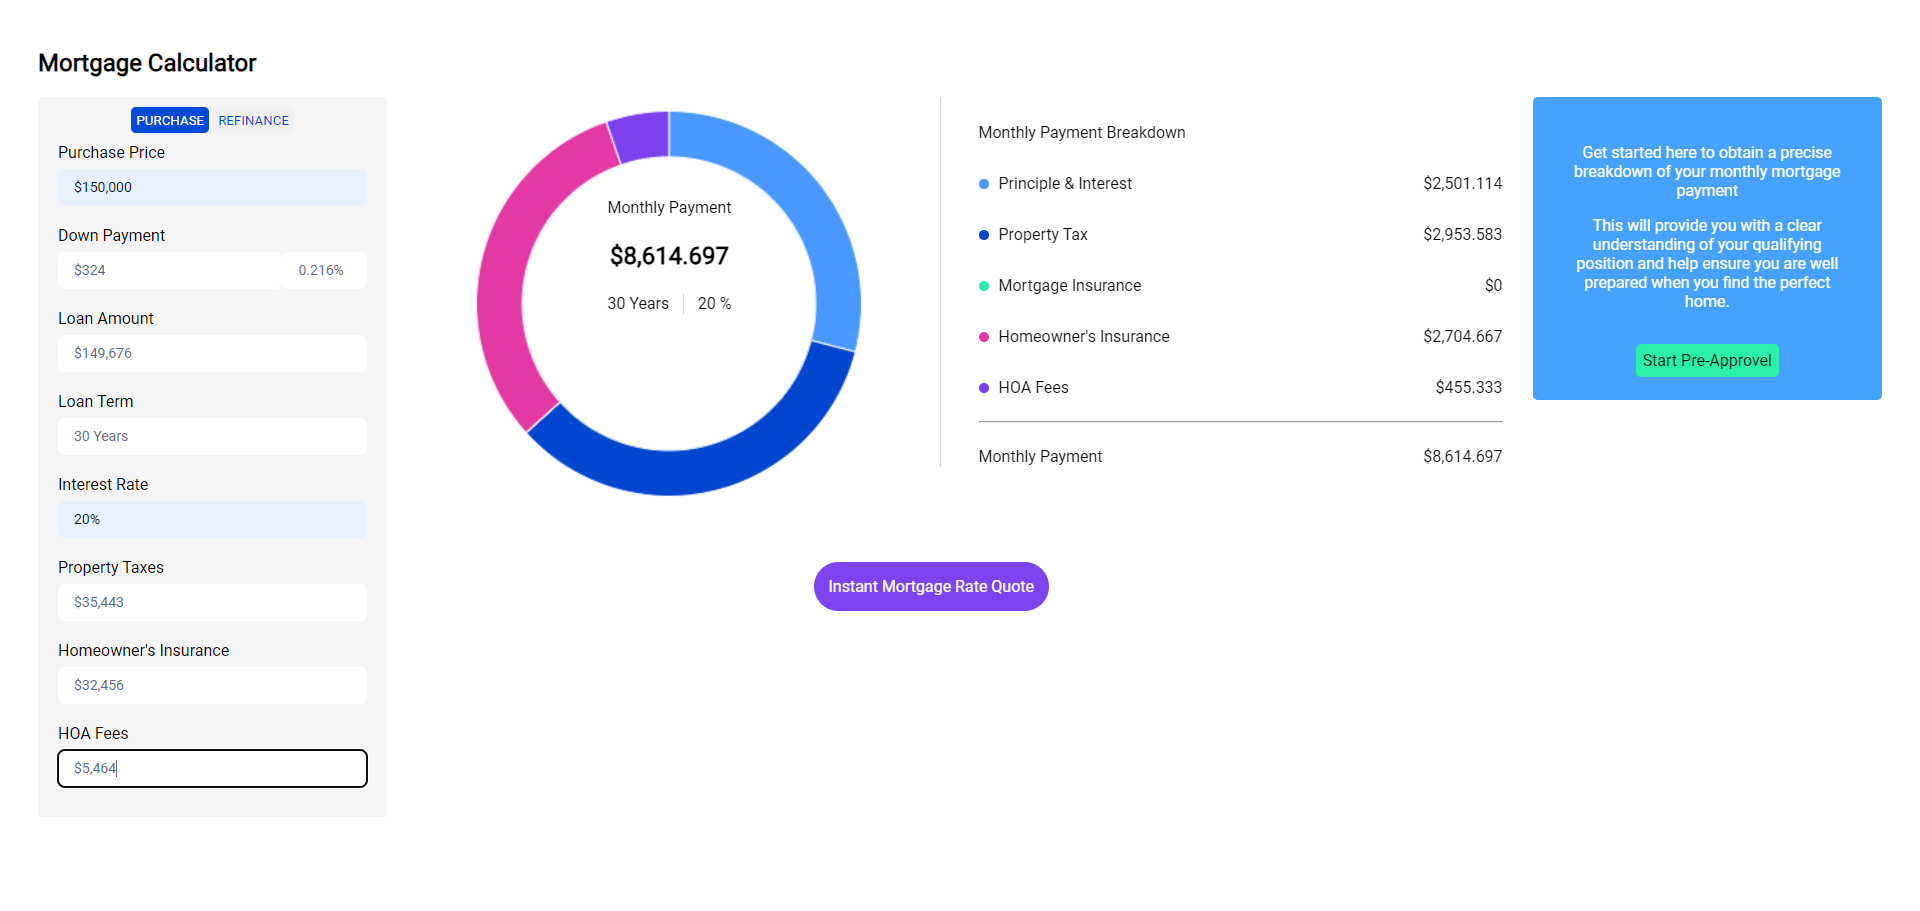 Mortgage Calculator
PURCHASE REFINANCE
Purchase Price
$150,000
Down Payment
$324 0.216%
Loan Amount
$149,676
Loan Term
30 Years
Interest Rate
20%
Property Taxes
$35,443
Homeowner's Insurance
$32,456
HOA Fees
$5,464
Monthly Payment
$8,614.697
30 Years 20 %
Monthly Payment Breakdown
Principle & Interest $2,501.114
Property Tax $2,953.583
Mortgage Insurance $0
Homeowner's Insurance $2,704.667
HOA Fees $455.333
Monthly Payment $8,614.697
Instant Mortgage Rate Quote
Get started here to obtain a precise
breakdown of your monthly mortgage
payment
This will provide you with a clear
understanding of your qualifying
position and help ensure you are well
prepared when you find the perfect
home.
Start Pre-Approvel